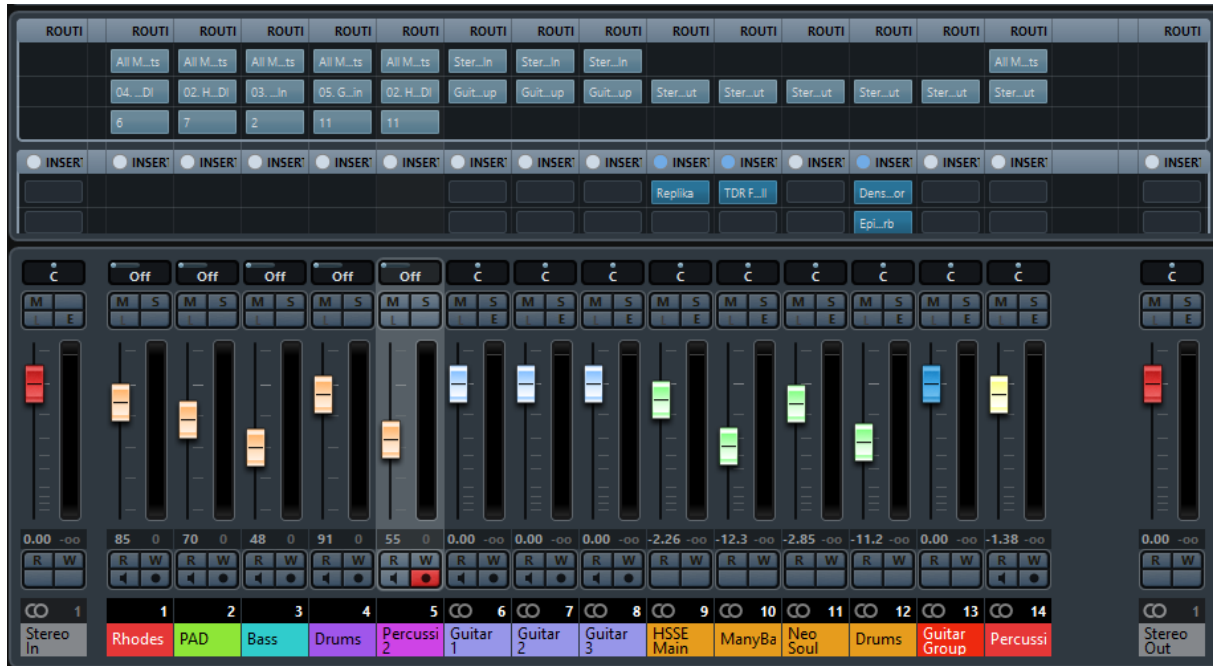 ROUTI ROUTI ROUTI ROUTI ROUTI ROUTI ROUTI ROUTI ROUTI ROUTI ROUTI ROUTI ROUTI ROUTI ROUTI ROUTI
All M...ts All M...ts All M...ts All M...ts All M...ts Ster...In Ster...In Ster...In All M...ts
04. ...DI 02. H...DI 03. ...In 05. G...in 02. H...DI Guit...up Guit...up Guit...up Ster...ut Ster...ut Ster...ut Ster...ut Ster...ut Ster...ut
6 7 2 11 11
INSER INSER INSER INSER INSER INSER INSER INSER INSER INSER INSER INSER INSER INSER INSER INSER
Replika TDR F...II Dens...or
Epi...rb
C Off Off Off Off Off C C C C C C C C C C
M M S M S M S M S M S M S M S M S M S M S M S M S M S M S M S
L E L L L L L L E L E L E L E L E L E L E L E L E L E
0.00 -oo 85 0 70 0 48 0 91 0 55 0 0.00 -oo 0.00 -oo 0.00 -oo -2.26 -oo -12.3 -oo -2.85 -oo -11.2 -oo 0.00 -oo -1.38 -oo 0.00 -oo
R W R W R W R W R W R W R W R W R W R W R W R W R W R W R W R W
1 1 2 3 4 5 6 7 8 9 10 11 12 13 14 1
Stereo In Rhodes PAD Bass Drums Percussi 2 Guitar 1 Guitar 2 Guitar 3 HSSE Main ManyBa Neo Soul Drums Guitar Group Percussi Stereo Out